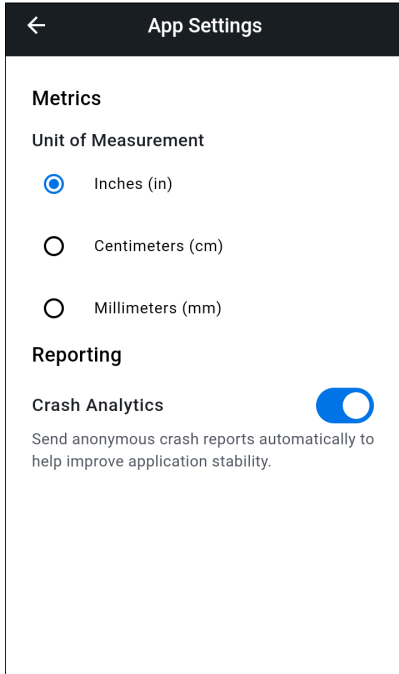 App Settings
Metrics
Unit of Measurement
Inches (in)
Centimeters (cm)
Millimeters (mm)
Reporting
Crash Analytics
Send anonymous crash reports automatically to
help improve application stability.